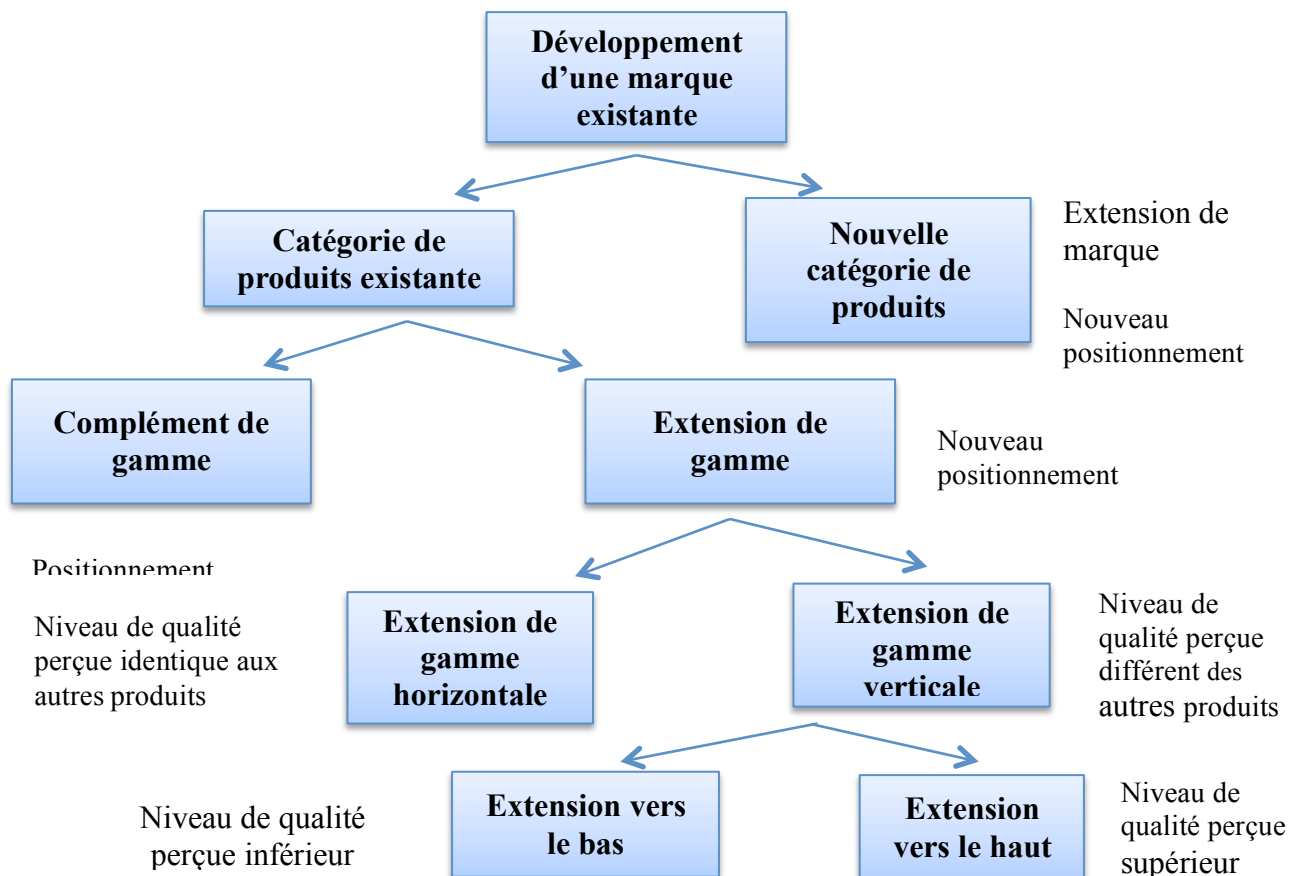 Développement
d’une marque
existante
Catégorie de
produits existante
Nouvelle
catégorie de
produits
Extension de
marque
Nouveau
positionnement
Complément de
gamme
Extension de
gamme
Nouveau
positionnement
Positionnement
Niveau de qualité
perçue identique aux
autres produits
Extension de
gamme
horizontale
Extension de
gamme
verticale
Niveau de
qualité perçue
différent des
autres produits
Niveau de qualité
perçue inférieur
Extension vers
le bas
Extension
vers le haut
Niveau de
qualité perçue
supérieur